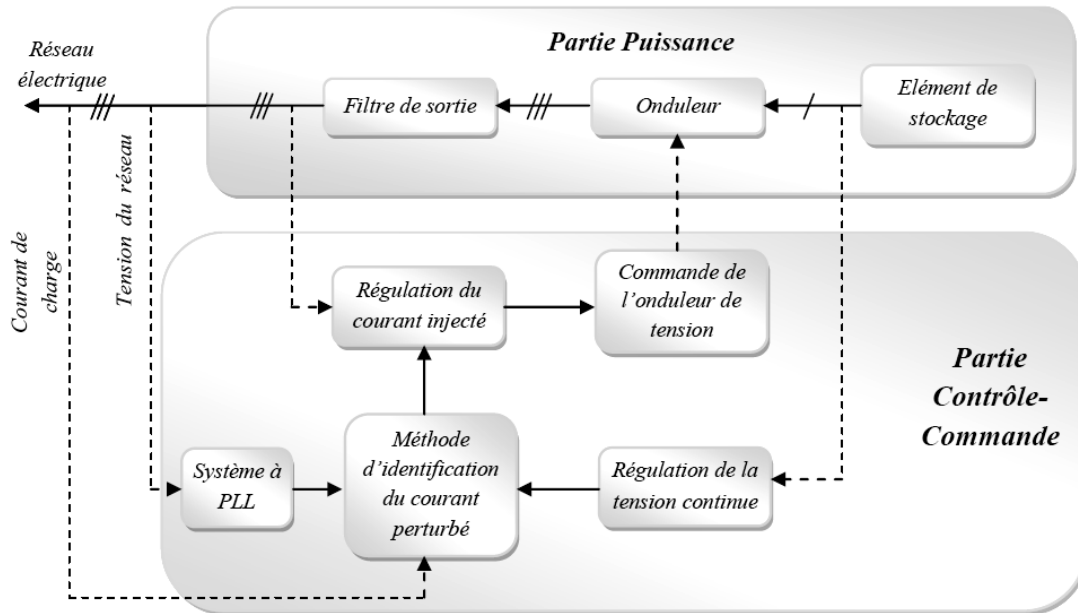 Partie Puissance
Réseau
électrique
Filtre de sortie
Onduleur
Elément de
stockage
Courant de
charge
Tension du réseau
Régulation du
courant injecté
Commande de
l'onduleur de
tension
Partie
Contrôle-
Commande
Système à
PLL
Méthode
d'identification
du courant
perturbé
Régulation de la
tension continue